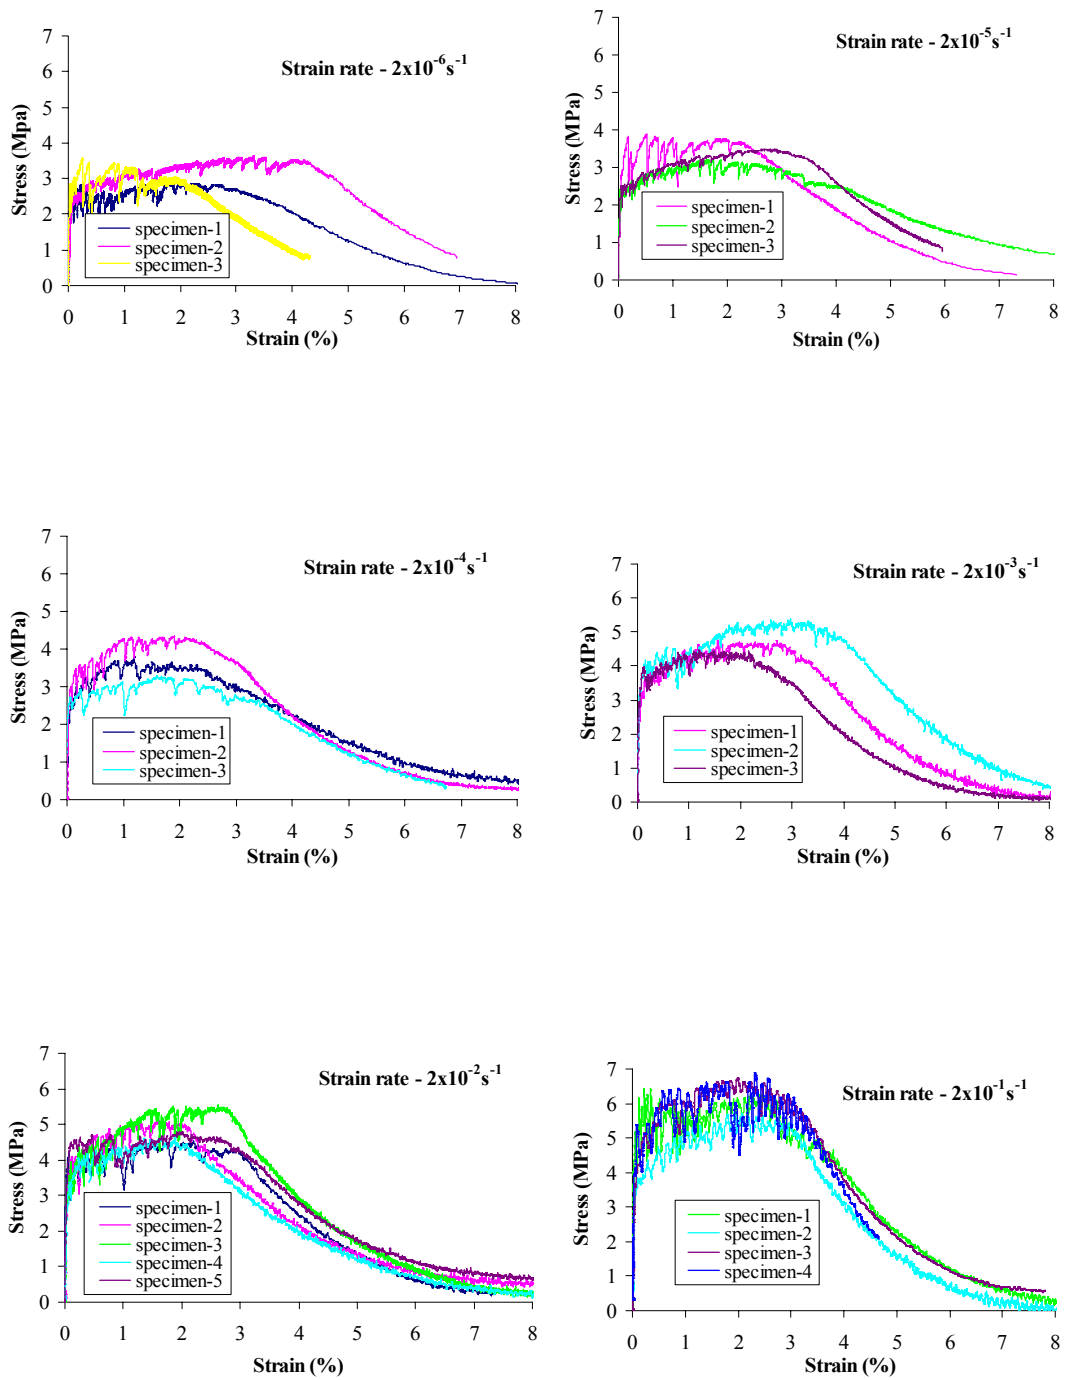 Strain rate - 2x10⁻⁶s⁻¹
Stress (Mpa)
7
6
5
4
3
2
1
0
specimen-1
specimen-2
specimen-3
0 1 2 3 4 5 6 7 8
Strain (%)
Strain rate - 2x10⁻⁵s⁻¹
Stress (MPa)
7
6
5
4
3
2
1
0
specimen-1
specimen-2
specimen-3
0 1 2 3 4 5 6 7 8
Strain (%)
Strain rate - 2x10⁻⁴s⁻¹
Stress (MPa)
7
6
5
4
3
2
1
0
specimen-1
specimen-2
specimen-3
0 1 2 3 4 5 6 7 8
Strain (%)
Strain rate - 2x10⁻³s⁻¹
Stress (MPa)
7
6
5
4
3
2
1
0
specimen-1
specimen-2
specimen-3
0 1 2 3 4 5 6 7 8
Strain (%)
Strain rate - 2x10⁻²s⁻¹
Stress (MPa)
7
6
5
4
3
2
1
0
specimen-1
specimen-2
specimen-3
specimen-4
specimen-5
0 1 2 3 4 5 6 7 8
Strain (%)
Strain rate - 2x10⁻¹s⁻¹
Stress (MPa)
7
6
5
4
3
2
1
0
specimen-1
specimen-2
specimen-3
specimen-4
0 1 2 3 4 5 6 7 8
Strain (%)